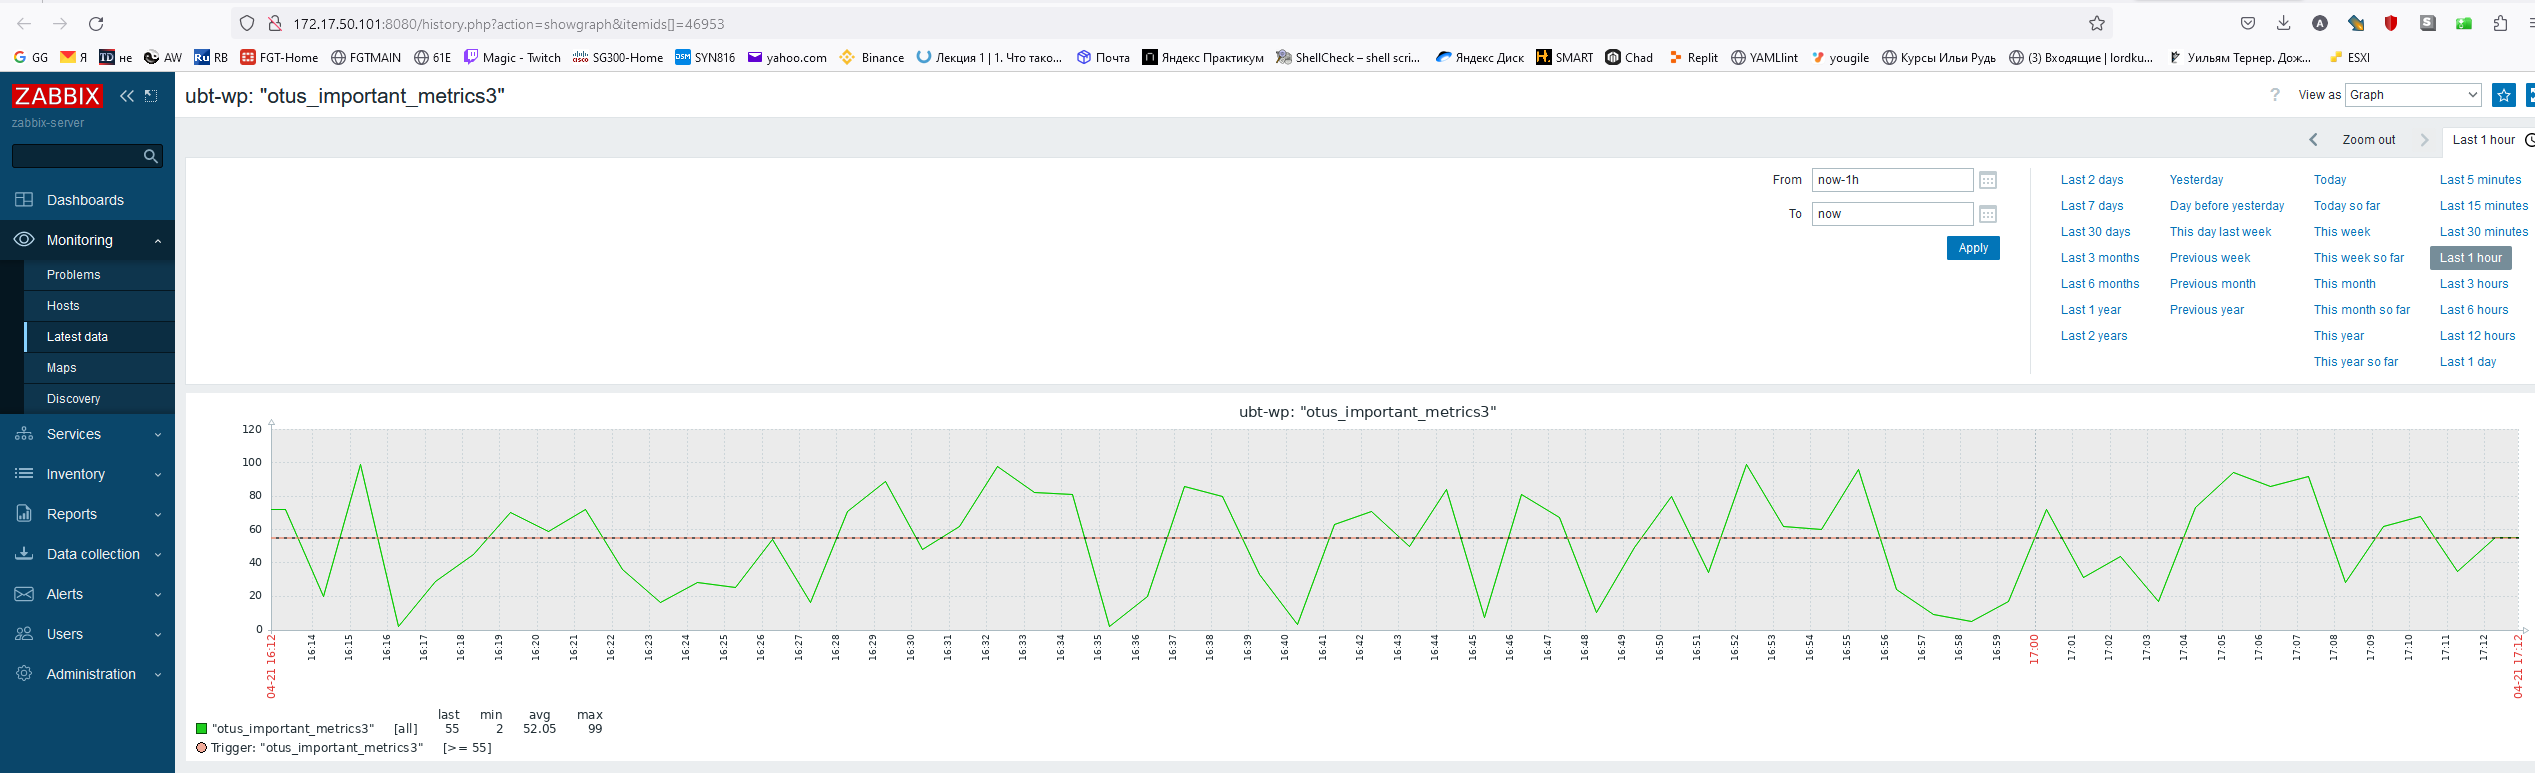 172.17.50.101:8080/history.php?action=showgraph&itemids[]=46953
GG Я не AW RB FGT-Home FGTMAIN 61E Magic - Twitch SG300-Home SYN816 yahoo.com Binance Лекция 1 | 1. Что тако... Почта Яндекс Практикум ShellCheck – shell scri... Яндекс Диск SMART Chad Replit YAMLlint yougile Курсы Ильи Рудь (3) Входящие | lordku... Уильям Тернер. Дож... ESXI
ZABBIX
zabbix-server
ubt-wp: "otus_important_metrics3"
? View as Graph
Zoom out Last 1 hour
Dashboards
Monitoring
Problems
Hosts
Latest data
Maps
Discovery
Services
Inventory
Reports
Data collection
Alerts
Users
Administration
From now-1h
To now
Apply
Last 2 days Yesterday Today Last 5 minutes
Last 7 days Day before yesterday Today so far Last 15 minutes
Last 30 days This day last week This week Last 30 minutes
Last 3 months Previous week This week so far Last 1 hour
Last 6 months Previous month This month Last 3 hours
Last 1 year Previous year This month so far Last 6 hours
Last 2 years This year Last 12 hours
This year so far Last 1 day
ubt-wp: "otus_important_metrics3"
120
100
80
60
40
20
0
04-21 16:12 16:14 16:15 16:16 16:17 16:18 16:19 16:20 16:21 16:22 16:23 16:24 16:25 16:26 16:27 16:28 16:29 16:30 16:31 16:32 16:33 16:34 16:35 16:36 16:37 16:38 16:39 16:40 16:41 16:42 16:43 16:44 16:45 16:46 16:47 16:48 16:49 16:50 16:51 16:52 16:53 16:54 16:55 16:56 16:57 16:58 16:59 17:00 17:01 17:02 17:03 17:04 17:05 17:06 17:07 17:08 17:09 17:10 17:11 17:12 04-21 17:12
last min avg max
"otus_important_metrics3" [all] 55 2 52.05 99
Trigger: "otus_important_metrics3" [>= 55]